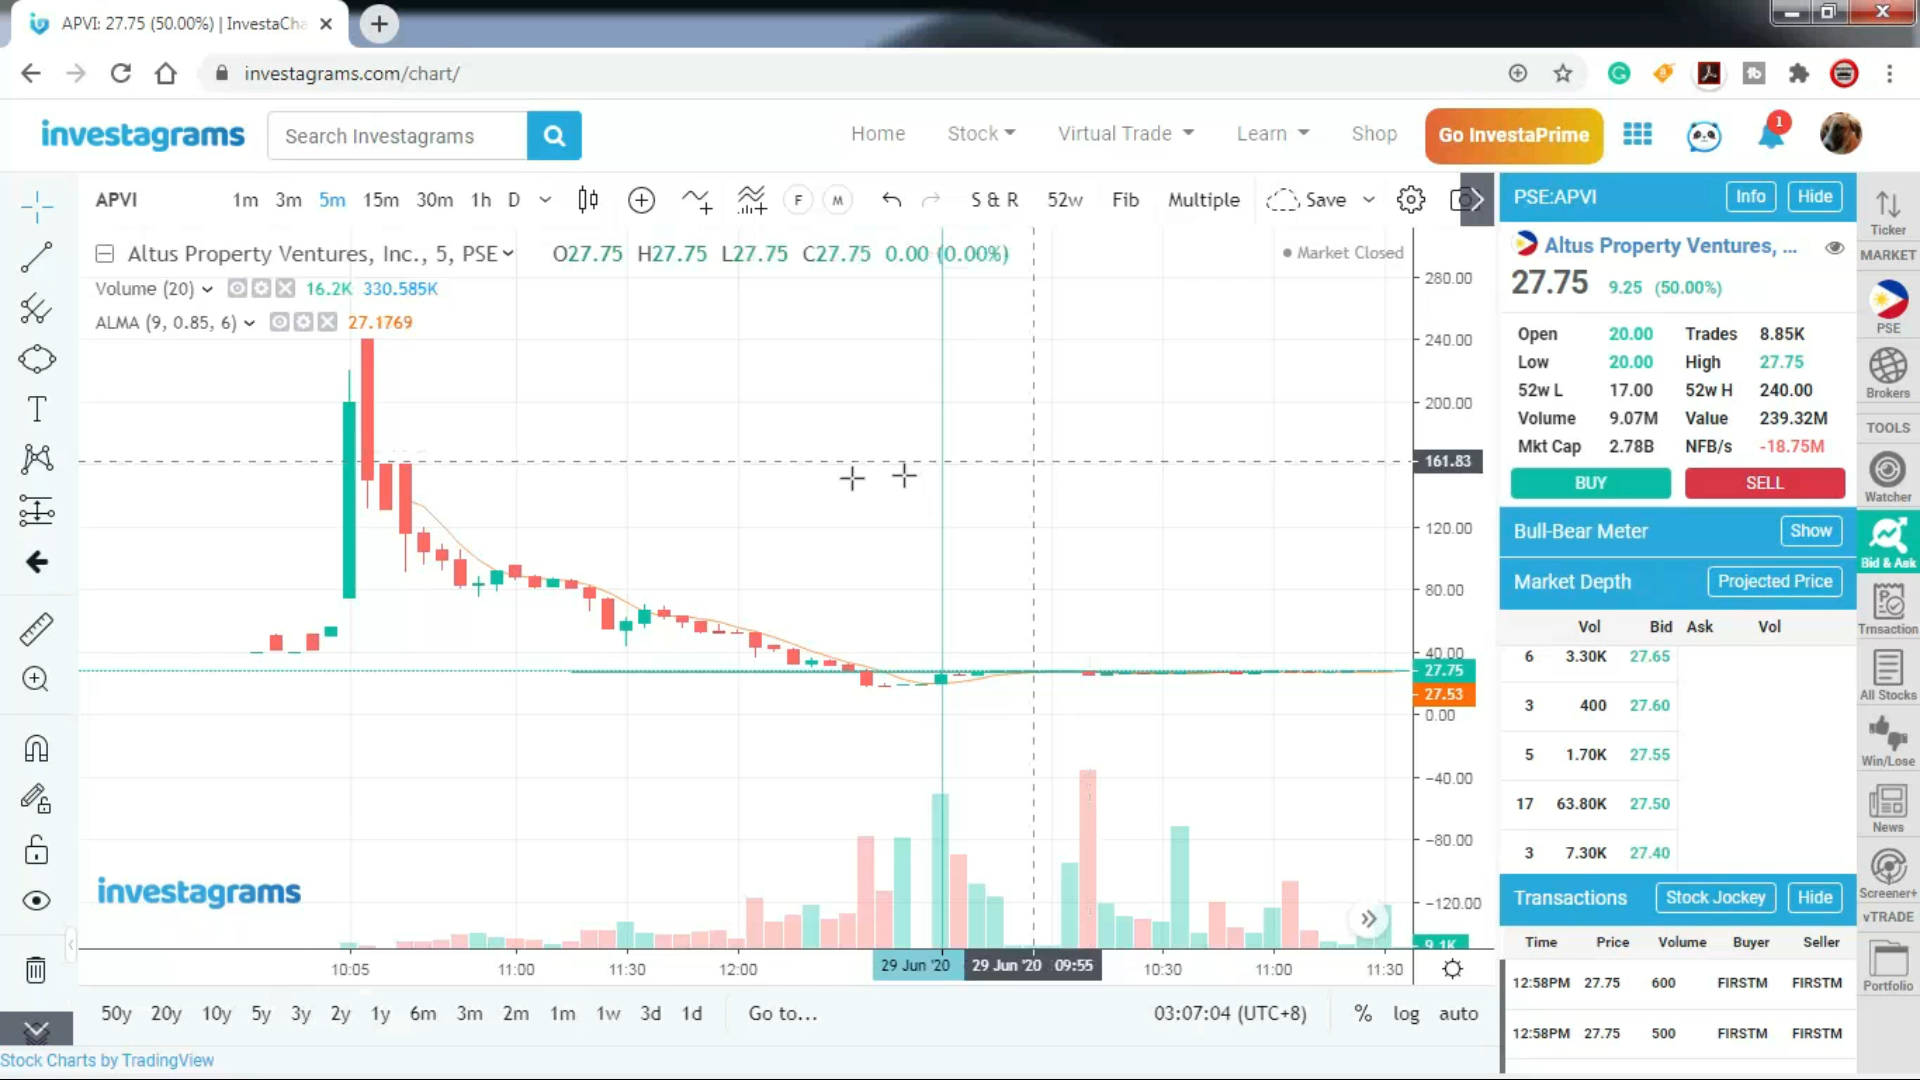 APVI: 27.75 (50.00%) | InvestaCha
investagrams.com/chart/
investagrams
Search Investagrams
Home
Stock
Virtual Trade
Learn
Shop
Go InvestaPrime
1
APVI
1m 3m 5m 15m 30m 1h D
F M
S & R 52w Fib Multiple Save
Altus Property Ventures, Inc., 5, PSE
O27.75 H27.75 L27.75 C27.75 0.00 (0.00%)
Market Closed
Volume (20) 16.2K 330.585K
ALMA (9, 0.85, 6) 27.1769
280.00
240.00
200.00
161.83
120.00
80.00
40.00
27.75
27.53
0.00
-40.00
-80.00
-120.00
9.1K
investagrams
10:05 11:00 11:30 12:00 29 Jun '20 29 Jun '20 09:55 10:30 11:00 11:30
50y 20y 10y 5y 3y 2y 1y 6m 3m 2m 1m 1w 3d 1d Go to...
03:07:04 (UTC+8) % log auto
Stock Charts by TradingView
PSE:APVI Info Hide
Altus Property Ventures, ...
27.75 9.25 (50.00%)
Open 20.00 Trades 8.85K
Low 20.00 High 27.75
52w L 17.00 52w H 240.00
Volume 9.07M Value 239.32M
Mkt Cap 2.78B NFB/s -18.75M
BUY SELL
Bull-Bear Meter Show
Market Depth Projected Price
Vol Bid Ask Vol
6 3.30K 27.65
3 400 27.60
5 1.70K 27.55
17 63.80K 27.50
3 7.30K 27.40
Transactions Stock Jockey Hide
Time Price Volume Buyer Seller
12:58PM 27.75 600 FIRSTM FIRSTM
12:58PM 27.75 500 FIRSTM FIRSTM
Ticker
MARKET
PSE
Brokers
TOOLS
Watcher
Bid & Ask
Trnsaction
All Stocks
Win/Lose
News
Screener+
vTRADE
Portfolio